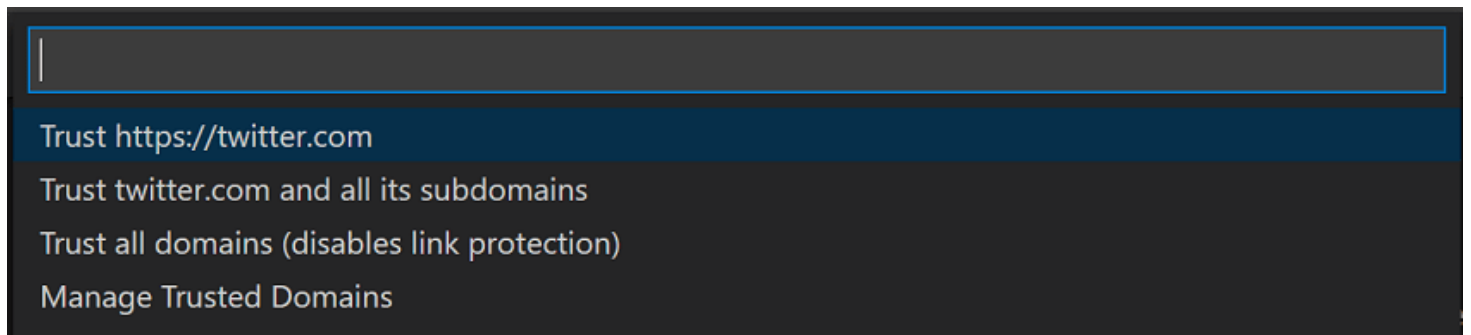 Trust https://twitter.com
Trust twitter.com and all its subdomains
Trust all domains (disables link protection)
Manage Trusted Domains